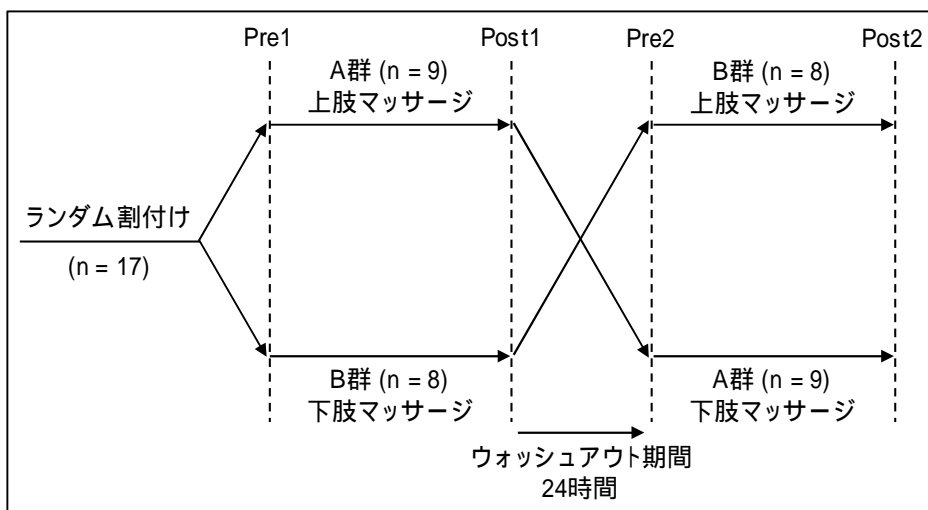 Pre1
Post1
Pre2
Post2
A群 (n = 9)
上肢マッサージ
B群 (n = 8)
上肢マッサージ
ランダム割付け
(n = 17)
B群 (n = 8)
下肢マッサージ
A群 (n = 9)
下肢マッサージ
ウォッシュアウト期間
24時間